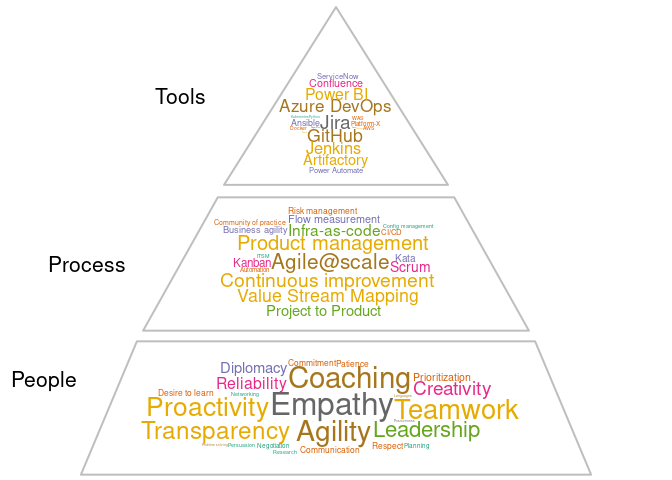 Tools
ServiceNow
Confluence
Power BI
Azure DevOps
Ansible Jira WAS Platform-X
Docker AWS
GitHub
Jenkins
Artifactory
Power Automate
Process
Risk management
Community of practice Flow measurement
Business agility Infra-as-code Config management
CI/CD
Product management
ITSM
Kanban Agile@scale Kata
Automation Scrum
Continuous improvement
Value Stream Mapping
Project to Product
People
Commitment Patience
Diplomacy Coaching Prioritization
Reliability Creativity
Desire to learn Networking
Proactivity Empathy Teamwork
Transparency Agility Leadership
Persuasion Negotiation Respect Planning
Research Communication